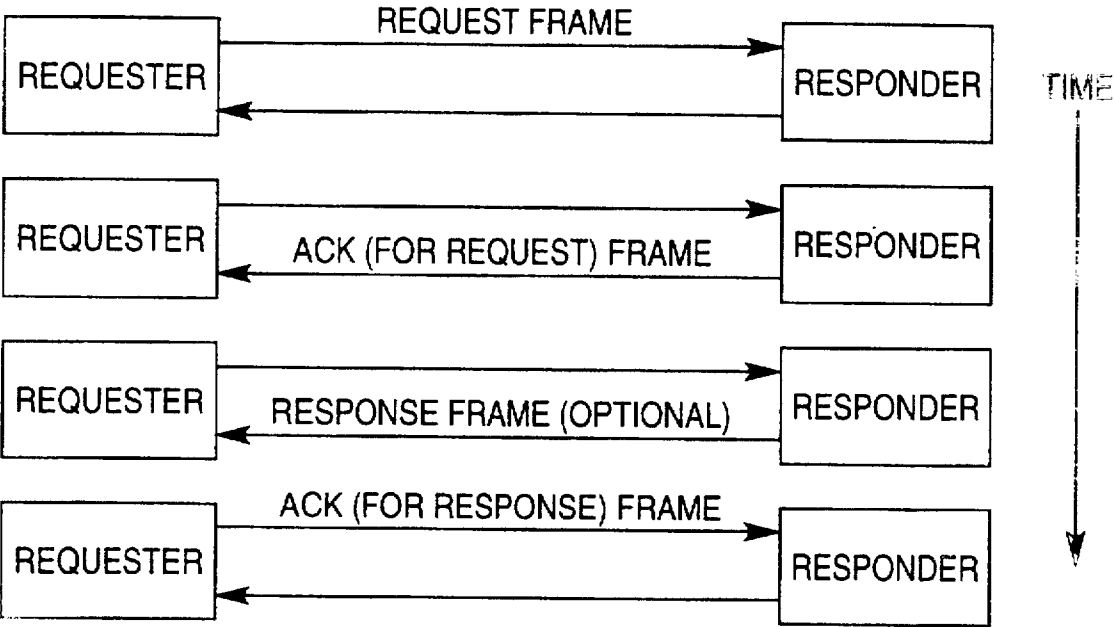 REQUEST FRAME
REQUESTER
RESPONDER
TIME
REQUESTER
ACK (FOR REQUEST) FRAME
RESPONDER
REQUESTER
RESPONSE FRAME (OPTIONAL)
RESPONDER
ACK (FOR RESPONSE) FRAME
REQUESTER
RESPONDER